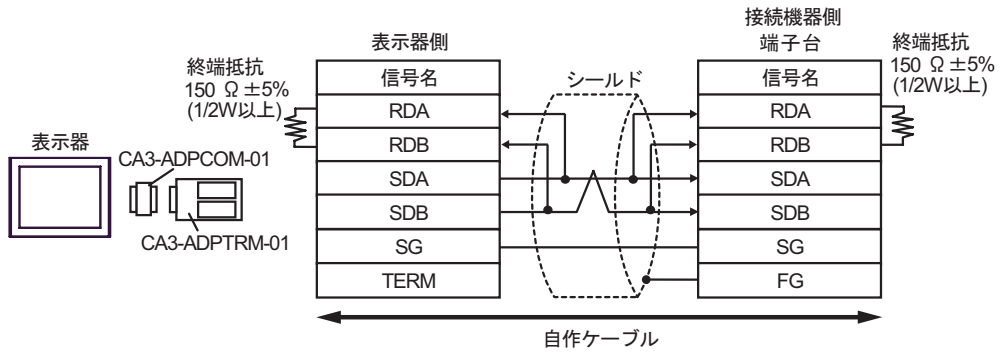 接続機器側
表示器側
端子台
終端抵抗
150 Ω ±5%
(1/2W以上)
終端抵抗
150 Ω ±5%
(1/2W以上)
信号名
シールド
信号名
RDA
RDA
RDB
RDB
表示器
CA3-ADPCOM-01
SDA
SDA
SDB
SDB
CA3-ADPTRM-01
SG
SG
TERM
FG
自作ケーブル